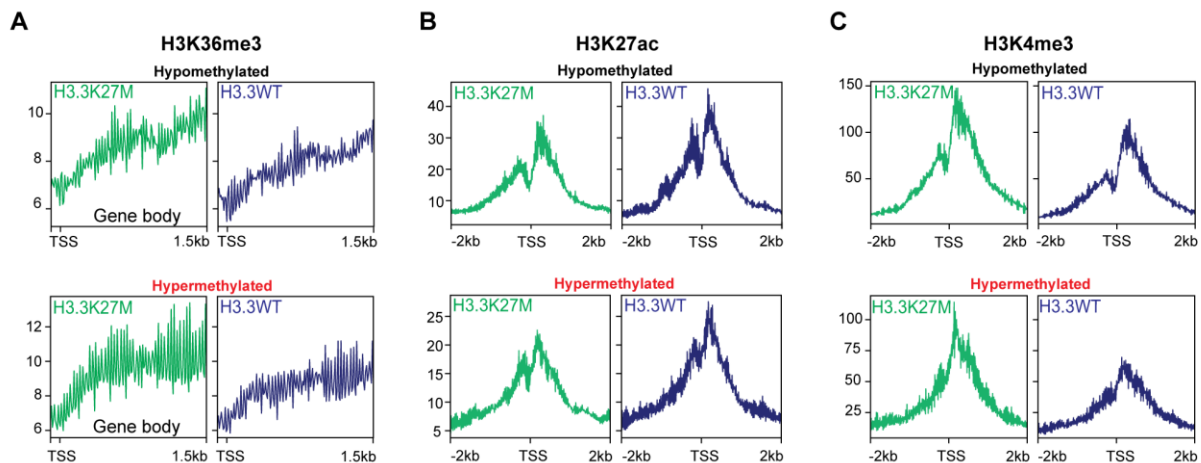 A
H3K36me3
Hypomethylated
H3.3K27M
H3.3WT
10
8
6
Gene body
TSS
1.5kb
TSS
1.5kb
Hypermethylated
H3.3K27M
H3.3WT
12
10
8
6
Gene body
TSS
1.5kb
TSS
1.5kb
B
H3K27ac
Hypomethylated
H3.3K27M
H3.3WT
40
30
20
10
-2kb
TSS
2kb
-2kb
TSS
2kb
Hypermethylated
H3.3K27M
H3.3WT
25
20
15
10
5
-2kb
TSS
2kb
-2kb
TSS
2kb
C
H3K4me3
Hypomethylated
H3.3K27M
H3.3WT
150
100
50
-2kb
TSS
2kb
-2kb
TSS
2kb
Hypermethylated
H3.3K27M
H3.3WT
100
75
50
25
-2kb
TSS
2kb
-2kb
TSS
2kb